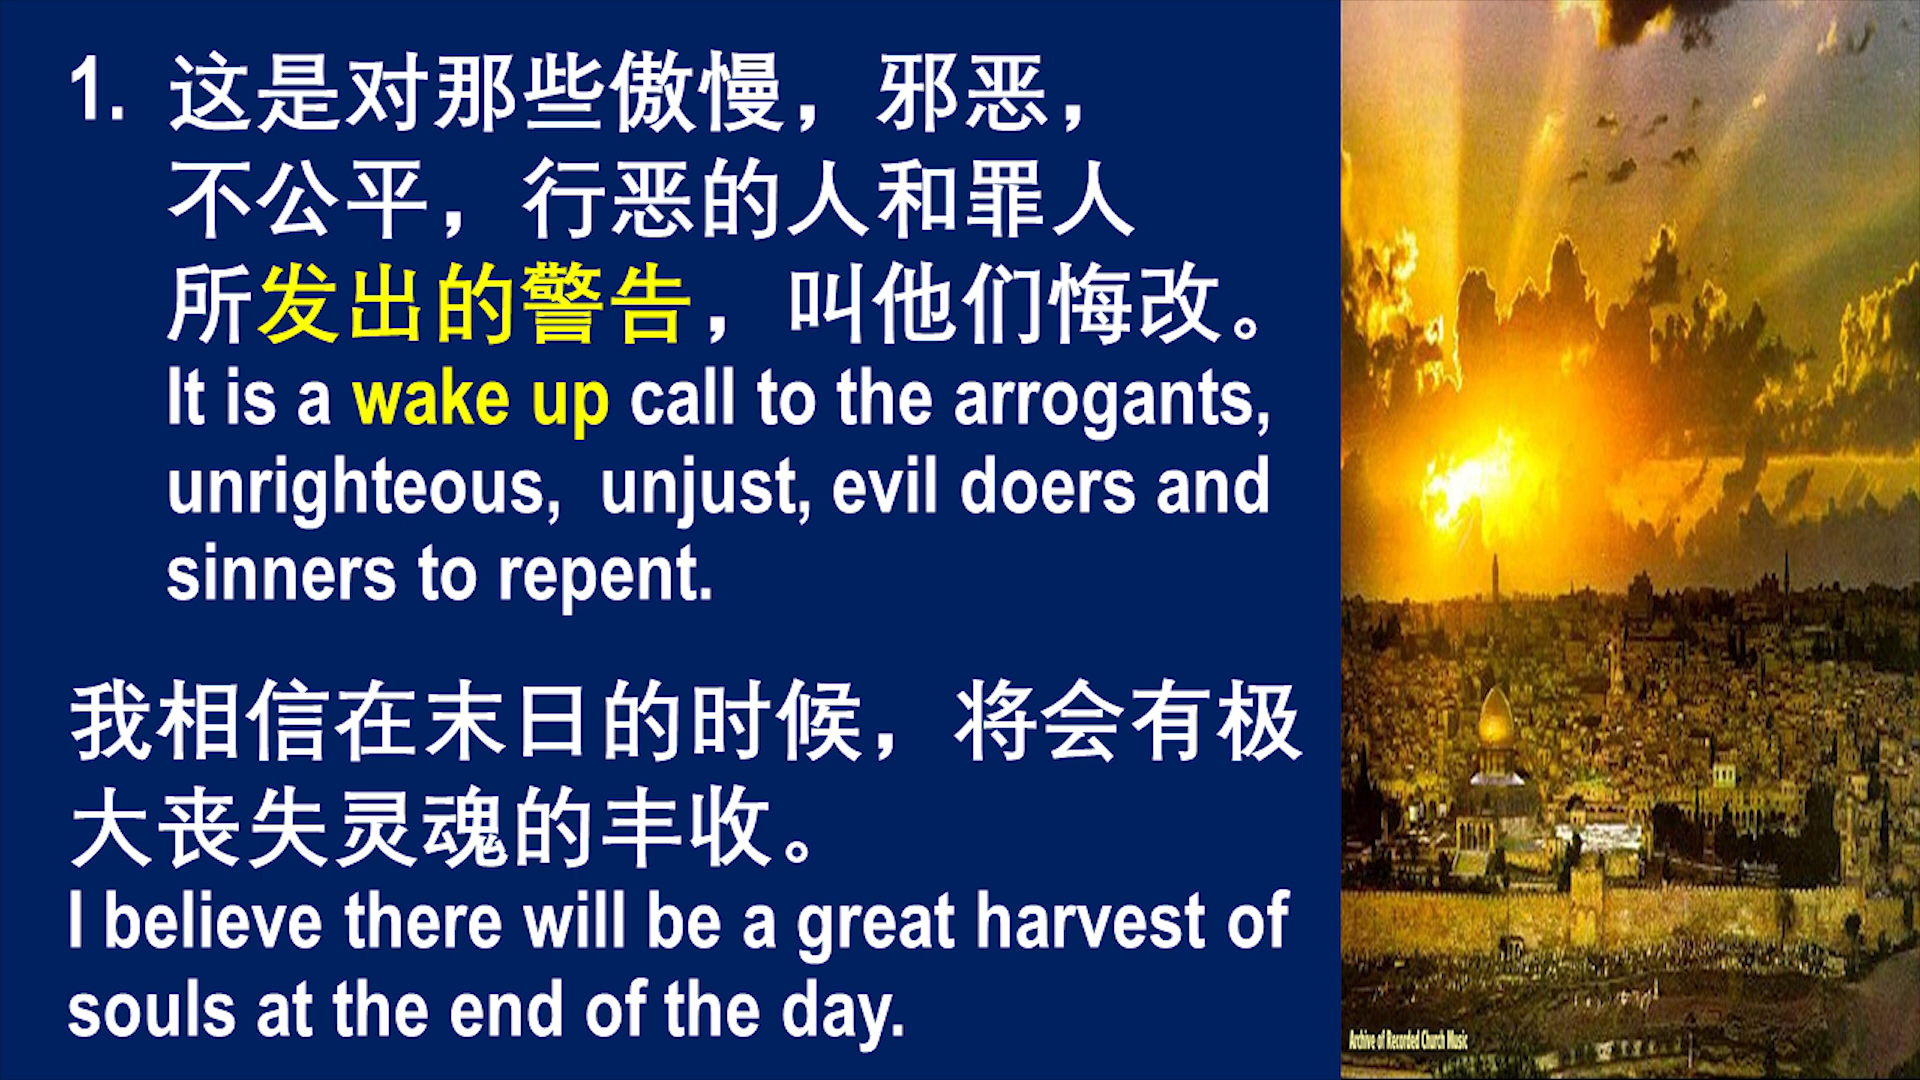 1. 这是对那些傲慢，邪恶，
不公平，行恶的人和罪人
所发出的警告，叫他们悔改。
It is a wake up call to the arrogants,
unrighteous, unjust, evil doers and
sinners to repent.
我相信在末日的时候，将会有极
大丧失灵魂的丰收。
I believe there will be a great harvest of
souls at the end of the day.
Archive of Recorded Church Music